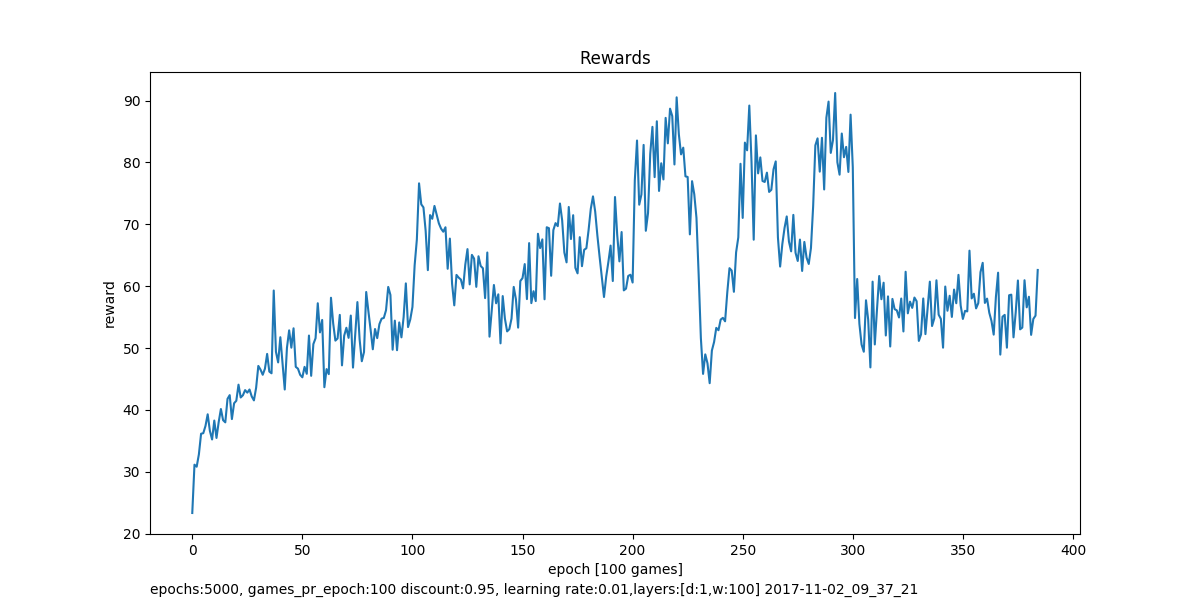 Rewards
90
80
70
60
50
40
30
20
reward
0 50 100 150 200 250 300 350 400
epoch [100 games]
epochs:5000, games_pr_epoch:100 discount:0.95, learning rate:0.01,layers:[d:1,w:100] 2017-11-02_09_37_21